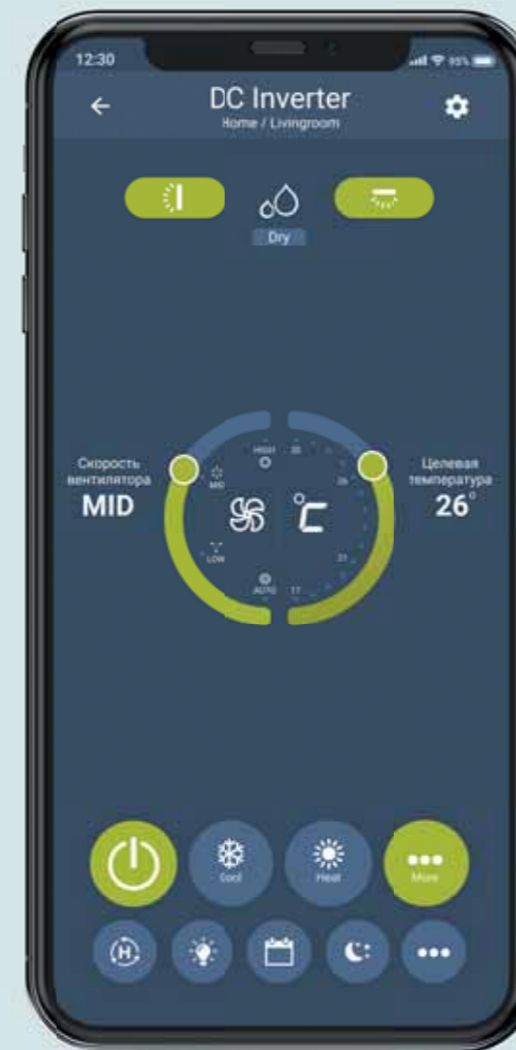 12:30
95%
DC Inverter
Home / Livingroom
Dry
Скорость
вентилятора
MID
HIGH
MID
LOW
AUTO
°C
26
21
17
Целевая
температура
26°
Cool
Heat
More
H